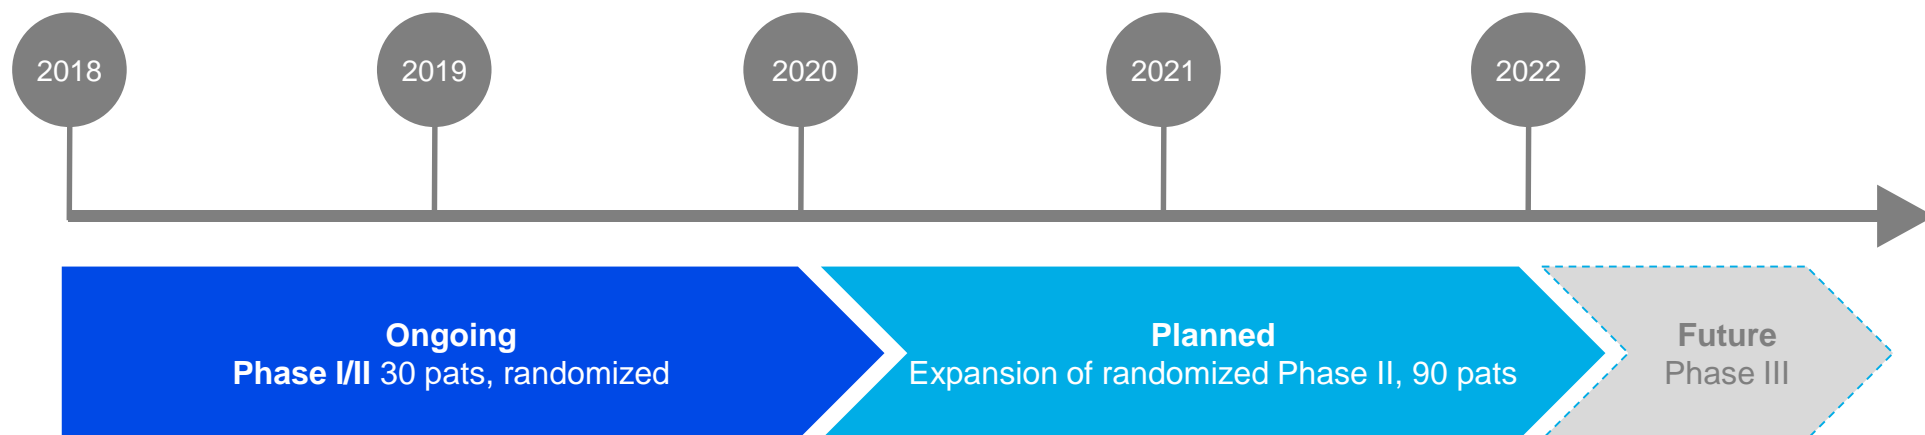 2018
2019
2020
2021
2022
Ongoing
Phase I/II 30 pats, randomized
Planned
Expansion of randomized Phase II, 90 pats
Future
Phase III